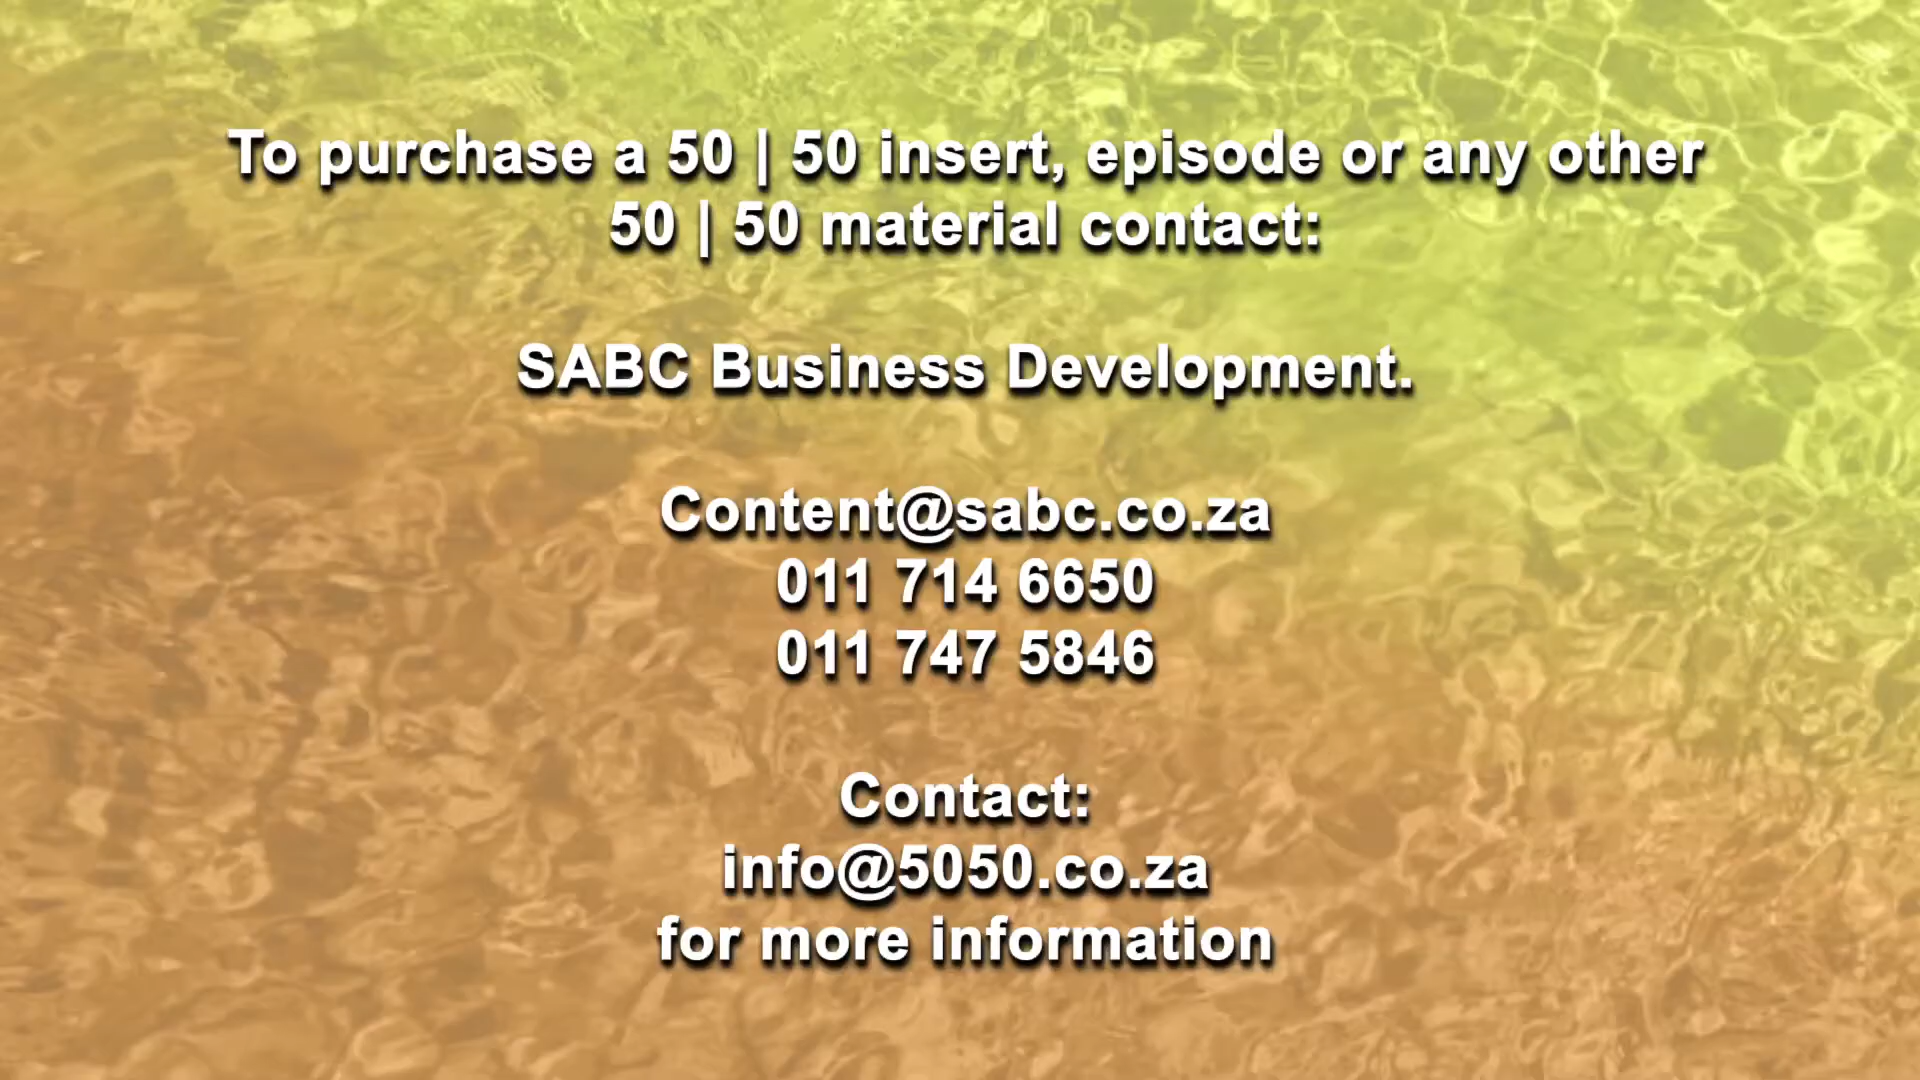 To purchase a 50 | 50 insert, episode or any other
50 | 50 material contact:
SABC Business Development.
Content@sabc.co.za
011 714 6650
011 747 5846
Contact:
info@5050.co.za
for more information